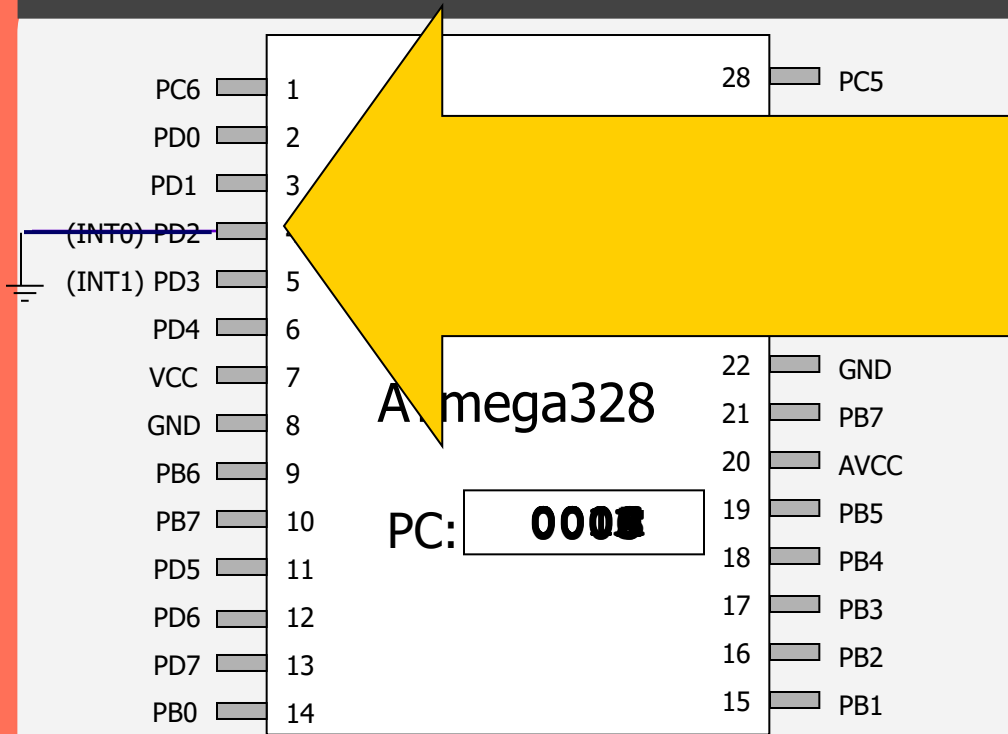 PC6 1
PD0 2
PD1 3
(INT0) PD2
(INT1) PD3 5
PD4 6
VCC 7
GND 8
PB6 9
PB7 10
PD5 11
PD6 12
PD7 13
PB0 14
28 PC5
22 GND
21 PB7
20 AVCC
19 PB5
18 PB4
17 PB3
16 PB2
15 PB1
mega328
PC: